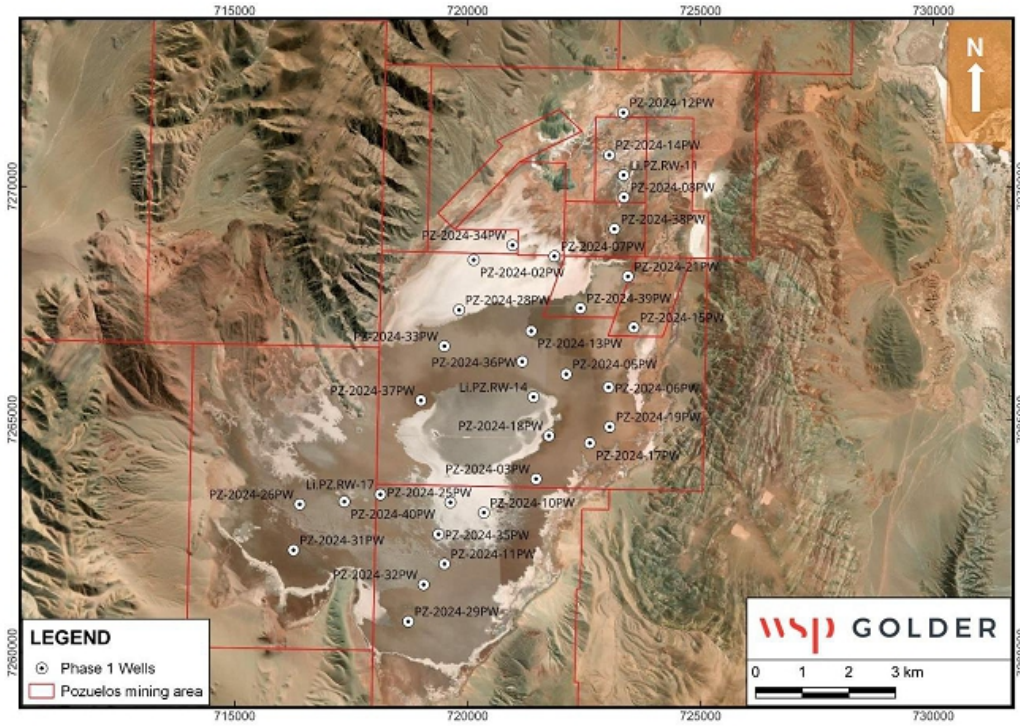 715000 720000 725000 730000
N
PZ-2024-12PW
PZ-2024-14PW
Li.PZ.RW-11
7270000
PZ-2024-08PW
PZ-2024-38PW
PZ-2024-34PW
PZ-2024-07PW
PZ-2024-02PW
PZ-2024-21PW
PZ-2024-28PW
PZ-2024-39PW
PZ-2024-15PW
PZ-2024-33PW
PZ-2024-13PW
PZ-2024-36PW
PZ-2024-05PW
PZ-2024-37PW
Li.PZ.RW-14
PZ-2024-06PW
7265000
PZ-2024-18PW
PZ-2024-19PW
PZ-2024-17PW
PZ-2024-03PW
PZ-2024-26PW
Li.PZ.RW-17
PZ-2024-25PW
PZ-2024-40PW
PZ-2024-10PW
PZ-2024-31PW
PZ-2024-35PW
PZ-2024-11PW
PZ-2024-32PW
PZ-2024-29PW
7260000
LEGEND
Phase 1 Wells
Pozuelos mining area
wsp GOLDER
0 1 2 3 km
715000 720000 725000 730000